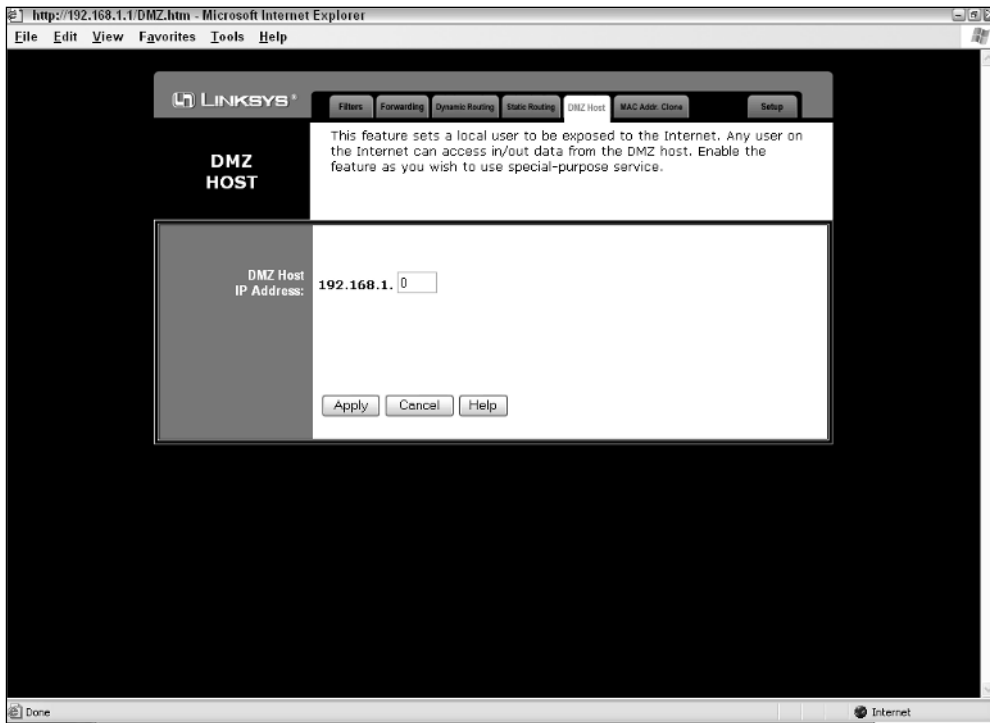 http://192.168.1.1/DMZ.htm - Microsoft Internet Explorer
File Edit View Favorites Tools Help
LINKSYS®
Filters Forwarding Dynamic Routing Static Routing DMZ Host MAC Addr. Clone Setup
DMZ
HOST
This feature sets a local user to be exposed to the Internet. Any user on
the Internet can access in/out data from the DMZ host. Enable the
feature as you wish to use special-purpose service.
DMZ Host
IP Address:
192.168.1. 0
Apply Cancel Help
Done Internet